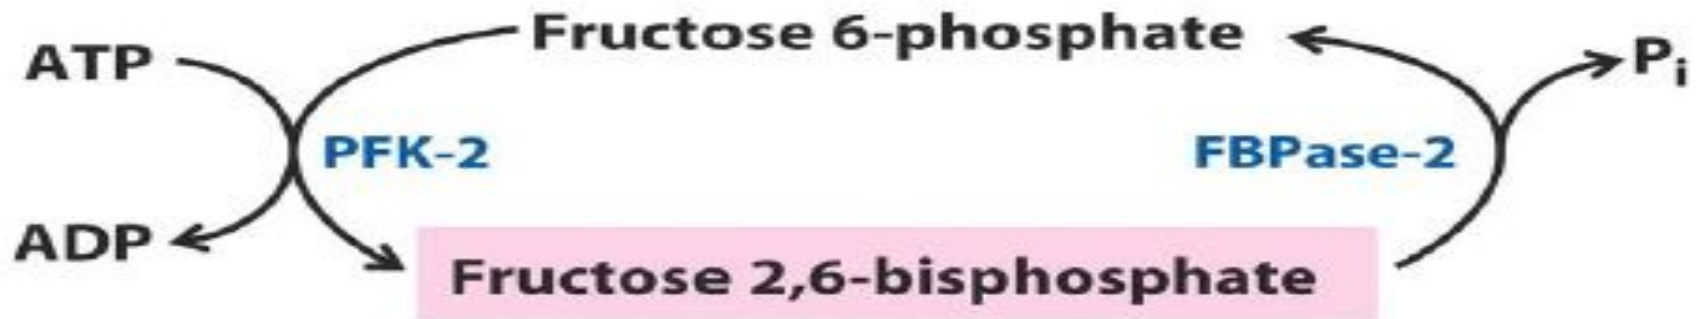 Fructose 6-phosphate
ATP
Pi
PFK-2
FBPase-2
ADP
Fructose 2,6-bisphosphate